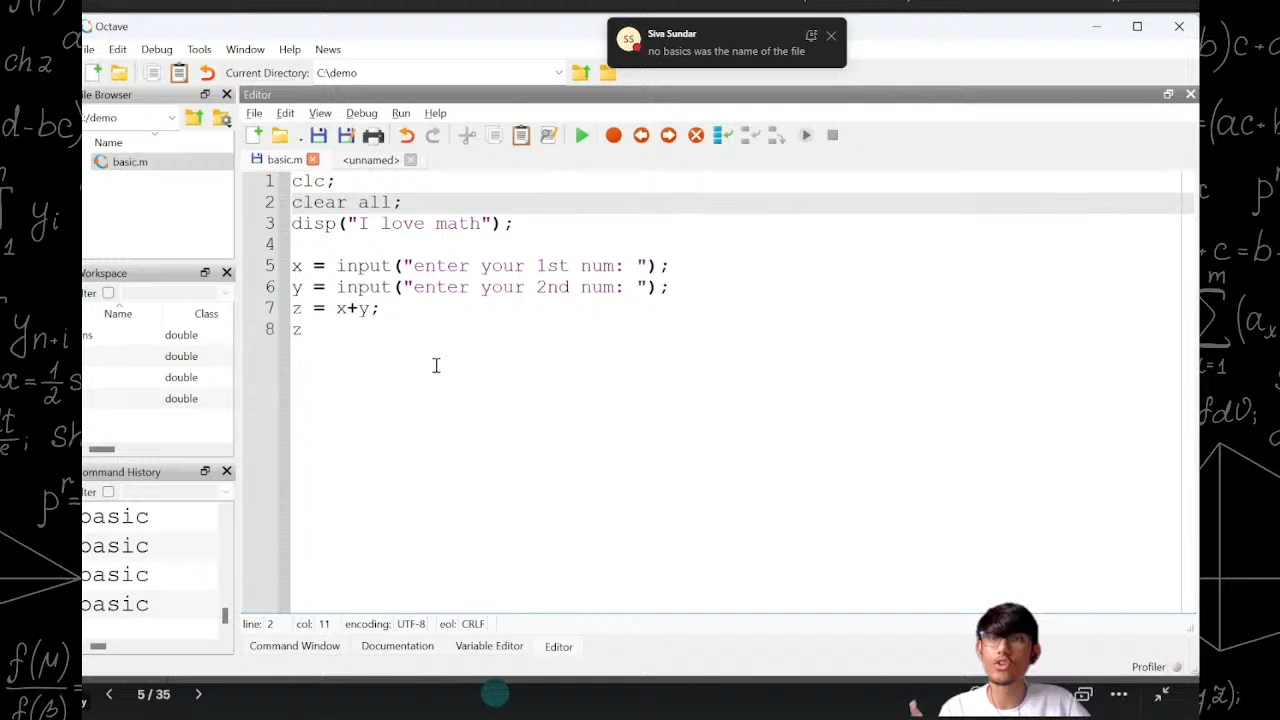 Octave
Siva Sundar
no basics was the name of the file
ile Edit Debug Tools Window Help News
Current Directory: C:\demo
ile Browser
Editor
:/demo
File Edit View Debug Run Help
Name
basic.m
basic.m <unnamed>
1 clc;
2 clear all;
3 disp("I love math");
4
5 x = input("enter your 1st num: ");
6 y = input("enter your 2nd num: ");
7 z = x+y;
8 z
Workspace
lter
Name Class
ns double
double
double
double
ommand History
lter
basic
basic
basic
basic
line: 2 col: 11 encoding: UTF-8 eol: CRLF
Command Window Documentation Variable Editor Editor
Profiler
5 / 35